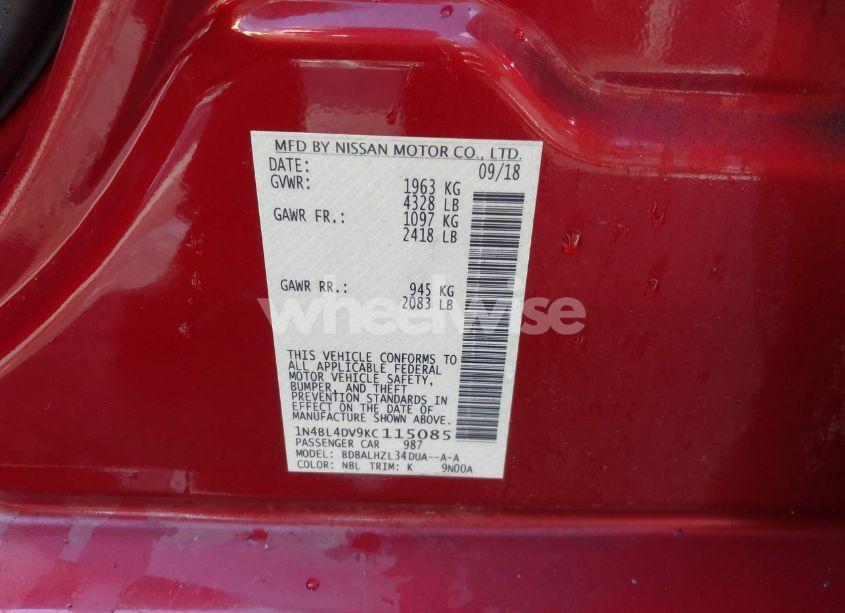 MFD BY NISSAN MOTOR CO., LTD.
DATE: 09/18
GVWR: 1963 KG
4328 LB
GAWR FR.: 1097 KG
2418 LB
GAWR RR.: 945 KG
2083 LB
wheelwise
THIS VEHICLE CONFORMS TO
ALL APPLICABLE FEDERAL
MOTOR VEHICLE SAFETY,
BUMPER, AND THEFT
PREVENTION STANDARDS IN
EFFECT ON THE DATE OF
MANUFACTURE SHOWN ABOVE.
1N4BL4DV9KC115085
PASSENGER CAR 987
MODEL: BDBALHZL34DUA--A-A
COLOR: NBL TRIM: K 9N00A